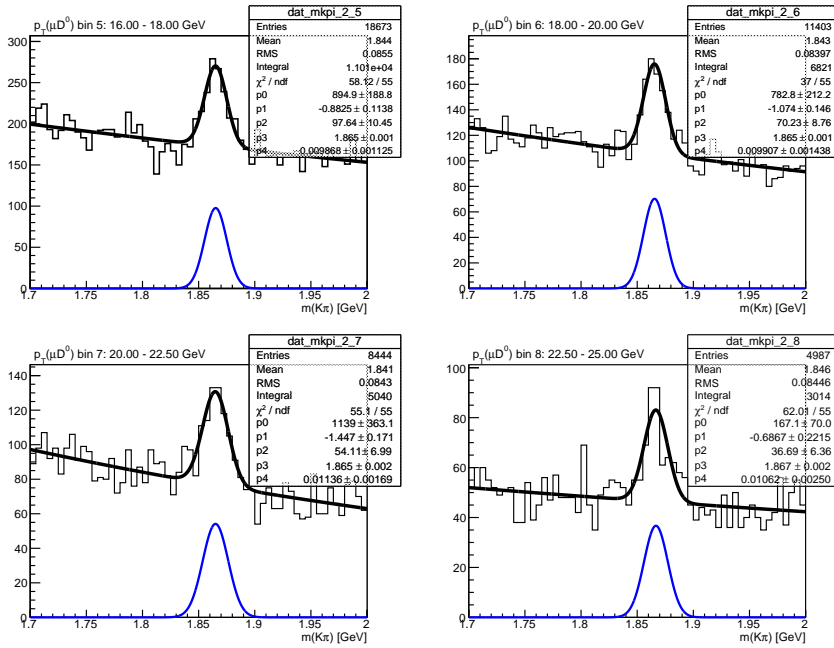 p_T(μD⁰) bin 5: 16.00 - 18.00 GeV
dat_mkpi_2_5
Entries 18673
Mean 1.844
RMS 0.0855
Integral 1.101e+04
χ² / ndf 58.12 / 55
p0 894.9 ± 188.8
p1 -0.8825 ± 0.1138
p2 97.64 ± 10.45
p3 1.865 ± 0.001
p4 0.009868 ± 0.001125
300
250
200
150
100
50
0
1.7 1.75 1.8 1.85 1.9 1.95 2
m(Kπ) [GeV]
p_T(μD⁰) bin 6: 18.00 - 20.00 GeV
dat_mkpi_2_6
Entries 11403
Mean 1.843
RMS 0.08397
Integral 6821
χ² / ndf 37 / 55
p0 782.8 ± 212.2
p1 -1.074 ± 0.146
p2 70.23 ± 8.76
p3 1.865 ± 0.001
p4 0.009907 ± 0.001438
180
160
140
120
100
80
60
40
20
0
1.7 1.75 1.8 1.85 1.9 1.95 2
m(Kπ) [GeV]
p_T(μD⁰) bin 7: 20.00 - 22.50 GeV
dat_mkpi_2_7
Entries 8444
Mean 1.841
RMS 0.0843
Integral 5040
χ² / ndf 55.1 / 55
p0 1139 ± 363.1
p1 -1.447 ± 0.171
p2 54.11 ± 6.99
p3 1.865 ± 0.002
p4 0.01136 ± 0.00169
140
120
100
80
60
40
20
0
1.7 1.75 1.8 1.85 1.9 1.95 2
m(Kπ) [GeV]
p_T(μD⁰) bin 8: 22.50 - 25.00 GeV
dat_mkpi_2_8
Entries 4987
Mean 1.846
RMS 0.08446
Integral 3014
χ² / ndf 62.01 / 55
p0 167.1 ± 70.0
p1 -0.6867 ± 0.2215
p2 36.69 ± 6.36
p3 1.867 ± 0.002
p4 0.01062 ± 0.00250
100
80
60
40
20
0
1.7 1.75 1.8 1.85 1.9 1.95 2
m(Kπ) [GeV]